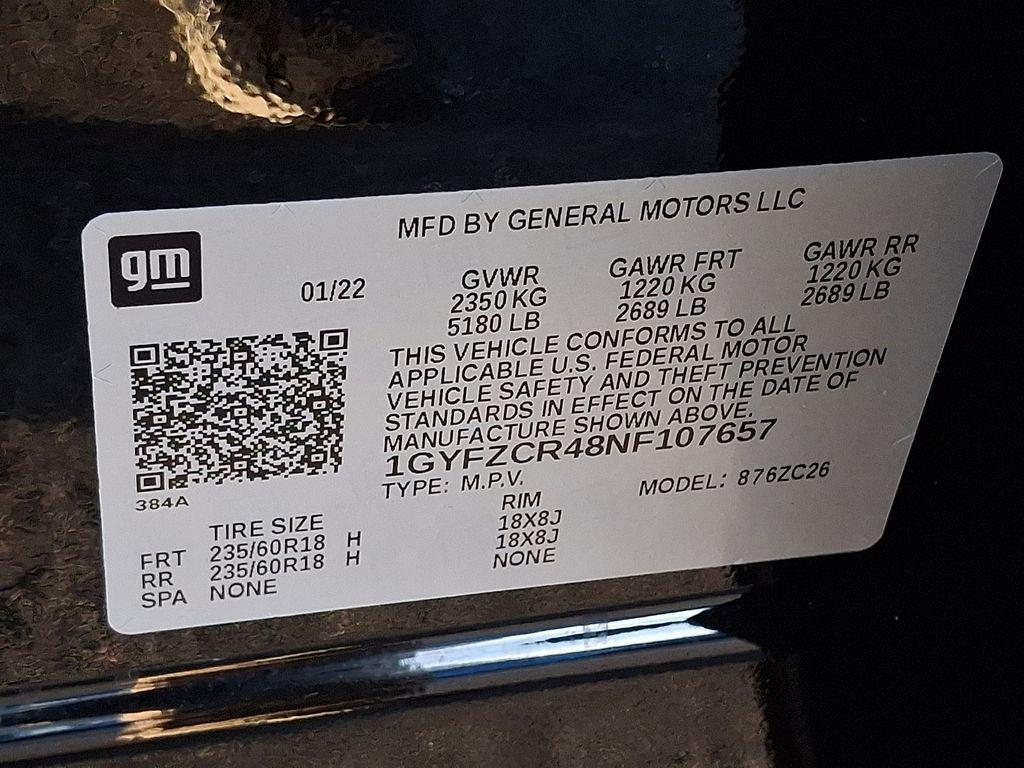 gm
MFD BY GENERAL MOTORS LLC
01/22 GVWR GAWR FRT GAWR RR
2350 KG 1220 KG 1220 KG
5180 LB 2689 LB 2689 LB
THIS VEHICLE CONFORMS TO ALL
APPLICABLE U.S. FEDERAL MOTOR
VEHICLE SAFETY AND THEFT PREVENTION
STANDARDS IN EFFECT ON THE DATE OF
MANUFACTURE SHOWN ABOVE.
1GYFZCR48NF107657
384A TYPE: M.P.V. MODEL: 876ZC26
TIRE SIZE RIM
FRT 235/60R18 H 18X8J
RR 235/60R18 H 18X8J
SPA NONE NONE